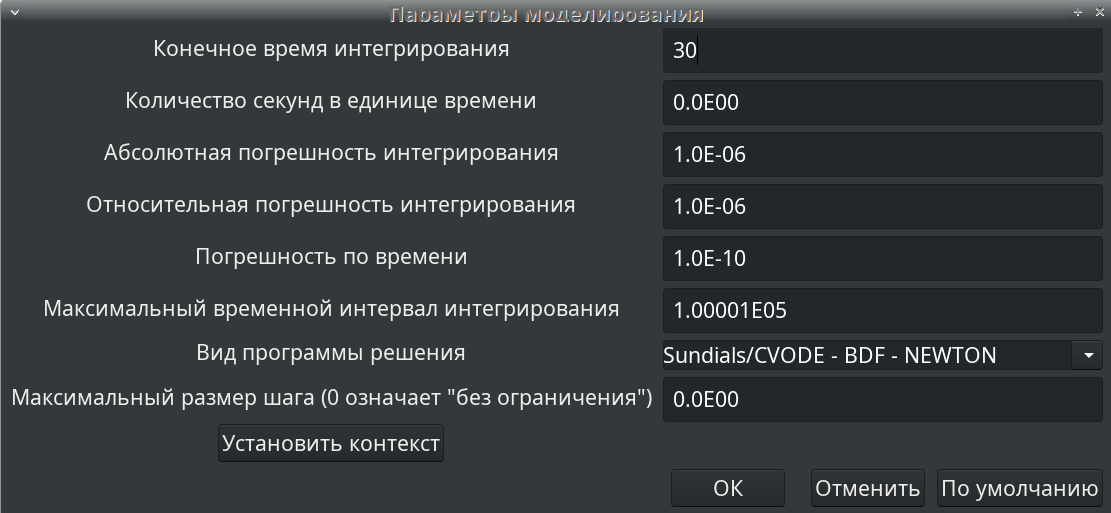 Параметры моделирования
Конечное время интегрирования 30
Количество секунд в единице времени 0.0E00
Абсолютная погрешность интегрирования 1.0E-06
Относительная погрешность интегрирования 1.0E-06
Погрешность по времени 1.0E-10
Максимальный временной интервал интегрирования 1.00001E05
Вид программы решения Sundials/CVODE - BDF - NEWTON
Максимальный размер шага (0 означает "без ограничения") 0.0E00
Установить контекст
ОК Отменить По умолчанию